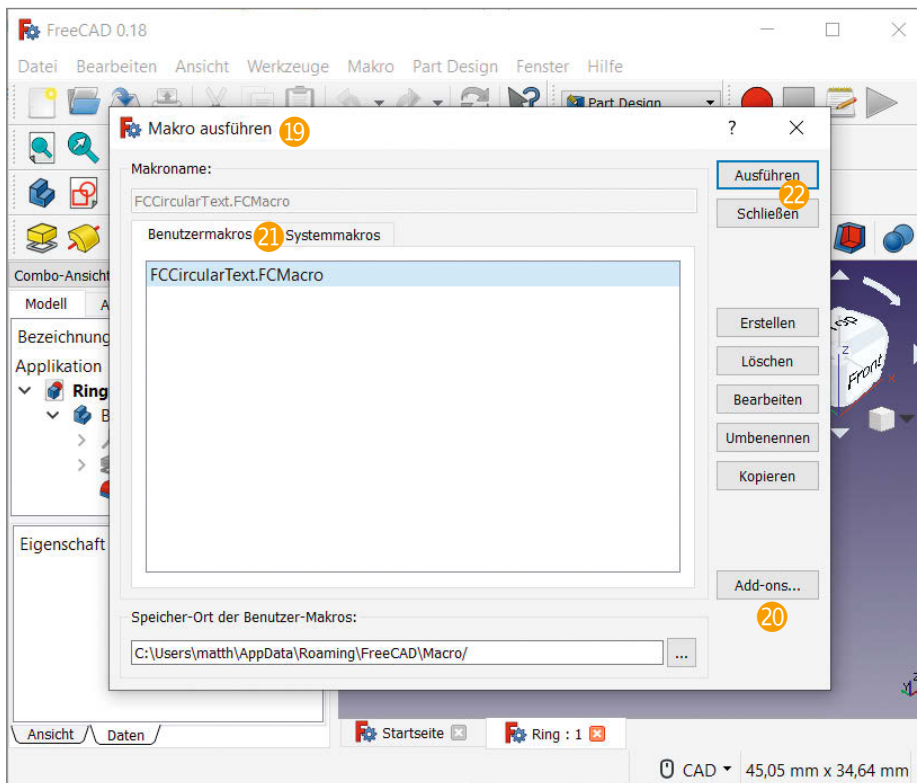 FreeCAD 0.18
Datei Bearbeiten Ansicht Werkzeuge Makro Part Design Fenster Hilfe
Part Design
Makro ausführen 19
?
Makroname:
FCCircularText.FCMacro
Ausführen
22
Schließen
Benutzermakros 21 Systemmakros
FCCircularText.FCMacro
Combo-Ansicht
Modell A
Bezeichnung
Applikation
Ring
B
Erstellen
Löschen
Bearbeiten
Umbenennen
Kopieren
Top
Front
Z
X
Eigenschaft
Add-ons...
20
Speicher-Ort der Benutzer-Makros:
C:\Users\matth\AppData\Roaming\FreeCAD\Macro/ ...
Y Z
Ansicht Daten
Startseite Ring : 1
CAD 45,05 mm x 34,64 mm